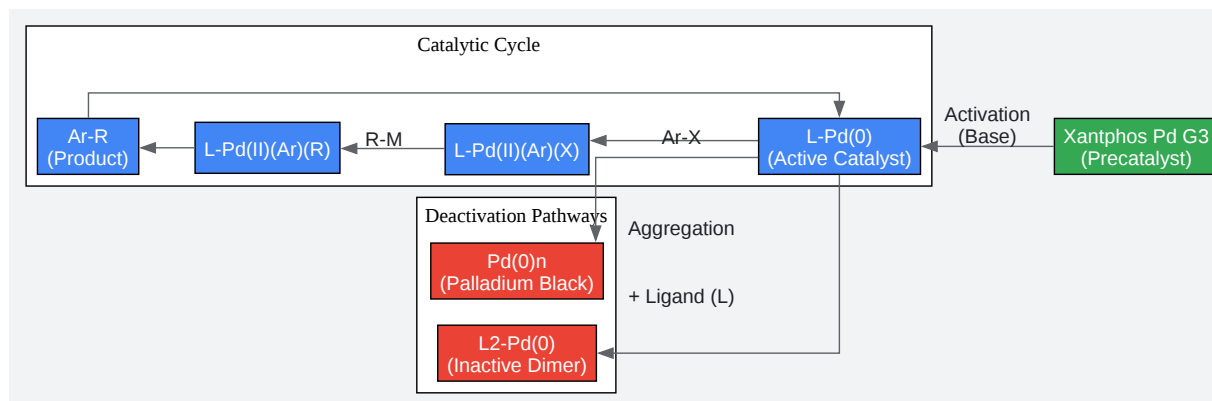 Catalytic Cycle
Ar-R
(Product)
L-Pd(II)(Ar)(R)
R-M
L-Pd(II)(Ar)(X)
Ar-X
L-Pd(0)
(Active Catalyst)
Activation
(Base)
Xantphos Pd G3
(Precatalyst)
Deactivation Pathways
Pd(0)n
(Palladium Black)
Aggregation
+ Ligand (L)
L2-Pd(0)
(Inactive Dimer)